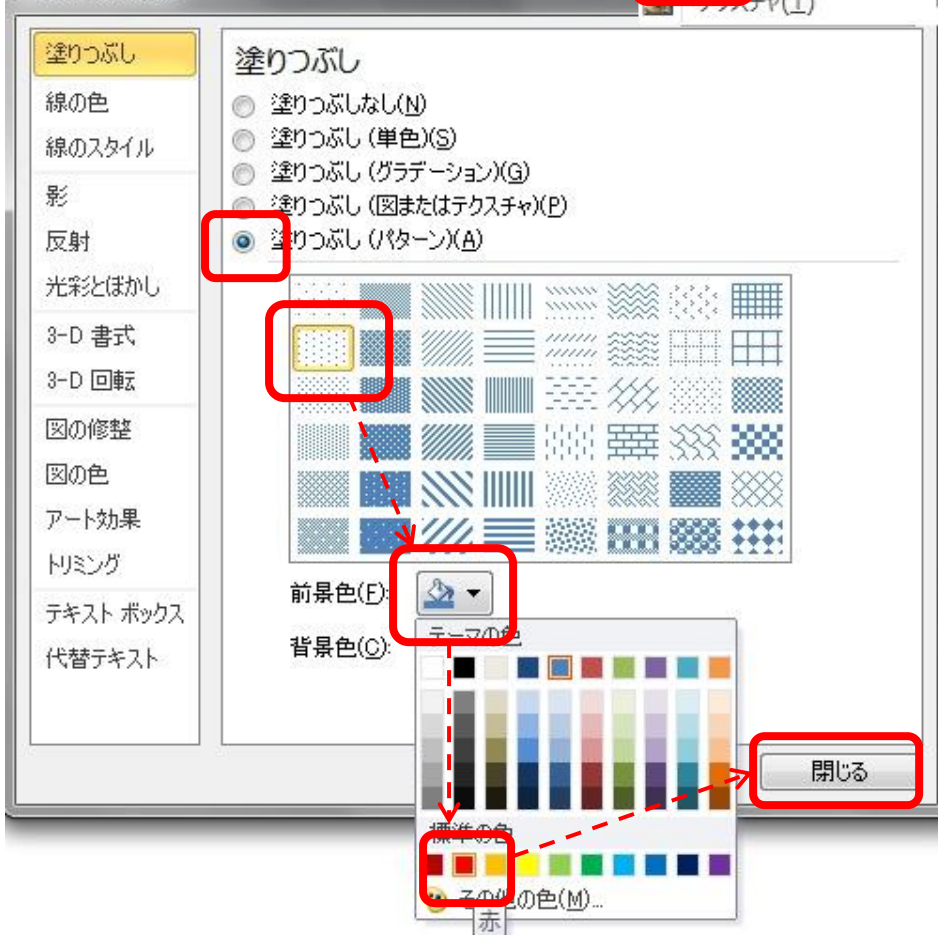 テクスチャ(T)
塗りつぶし
線の色
線のスタイル
影
反射
光彩とぼかし
3-D 書式
3-D 回転
図の修整
図の色
アート効果
トリミング
テキスト ボックス
代替テキスト
塗りつぶし
塗りつぶしなし(N)
塗りつぶし (単色)(S)
塗りつぶし (グラデーション)(G)
塗りつぶし (図またはテクスチャ)(P)
塗りつぶし (パターン)(A)
前景色(F):
背景色(C):
テーマの色
標準の色
その他の色(M)...
赤
閉じる